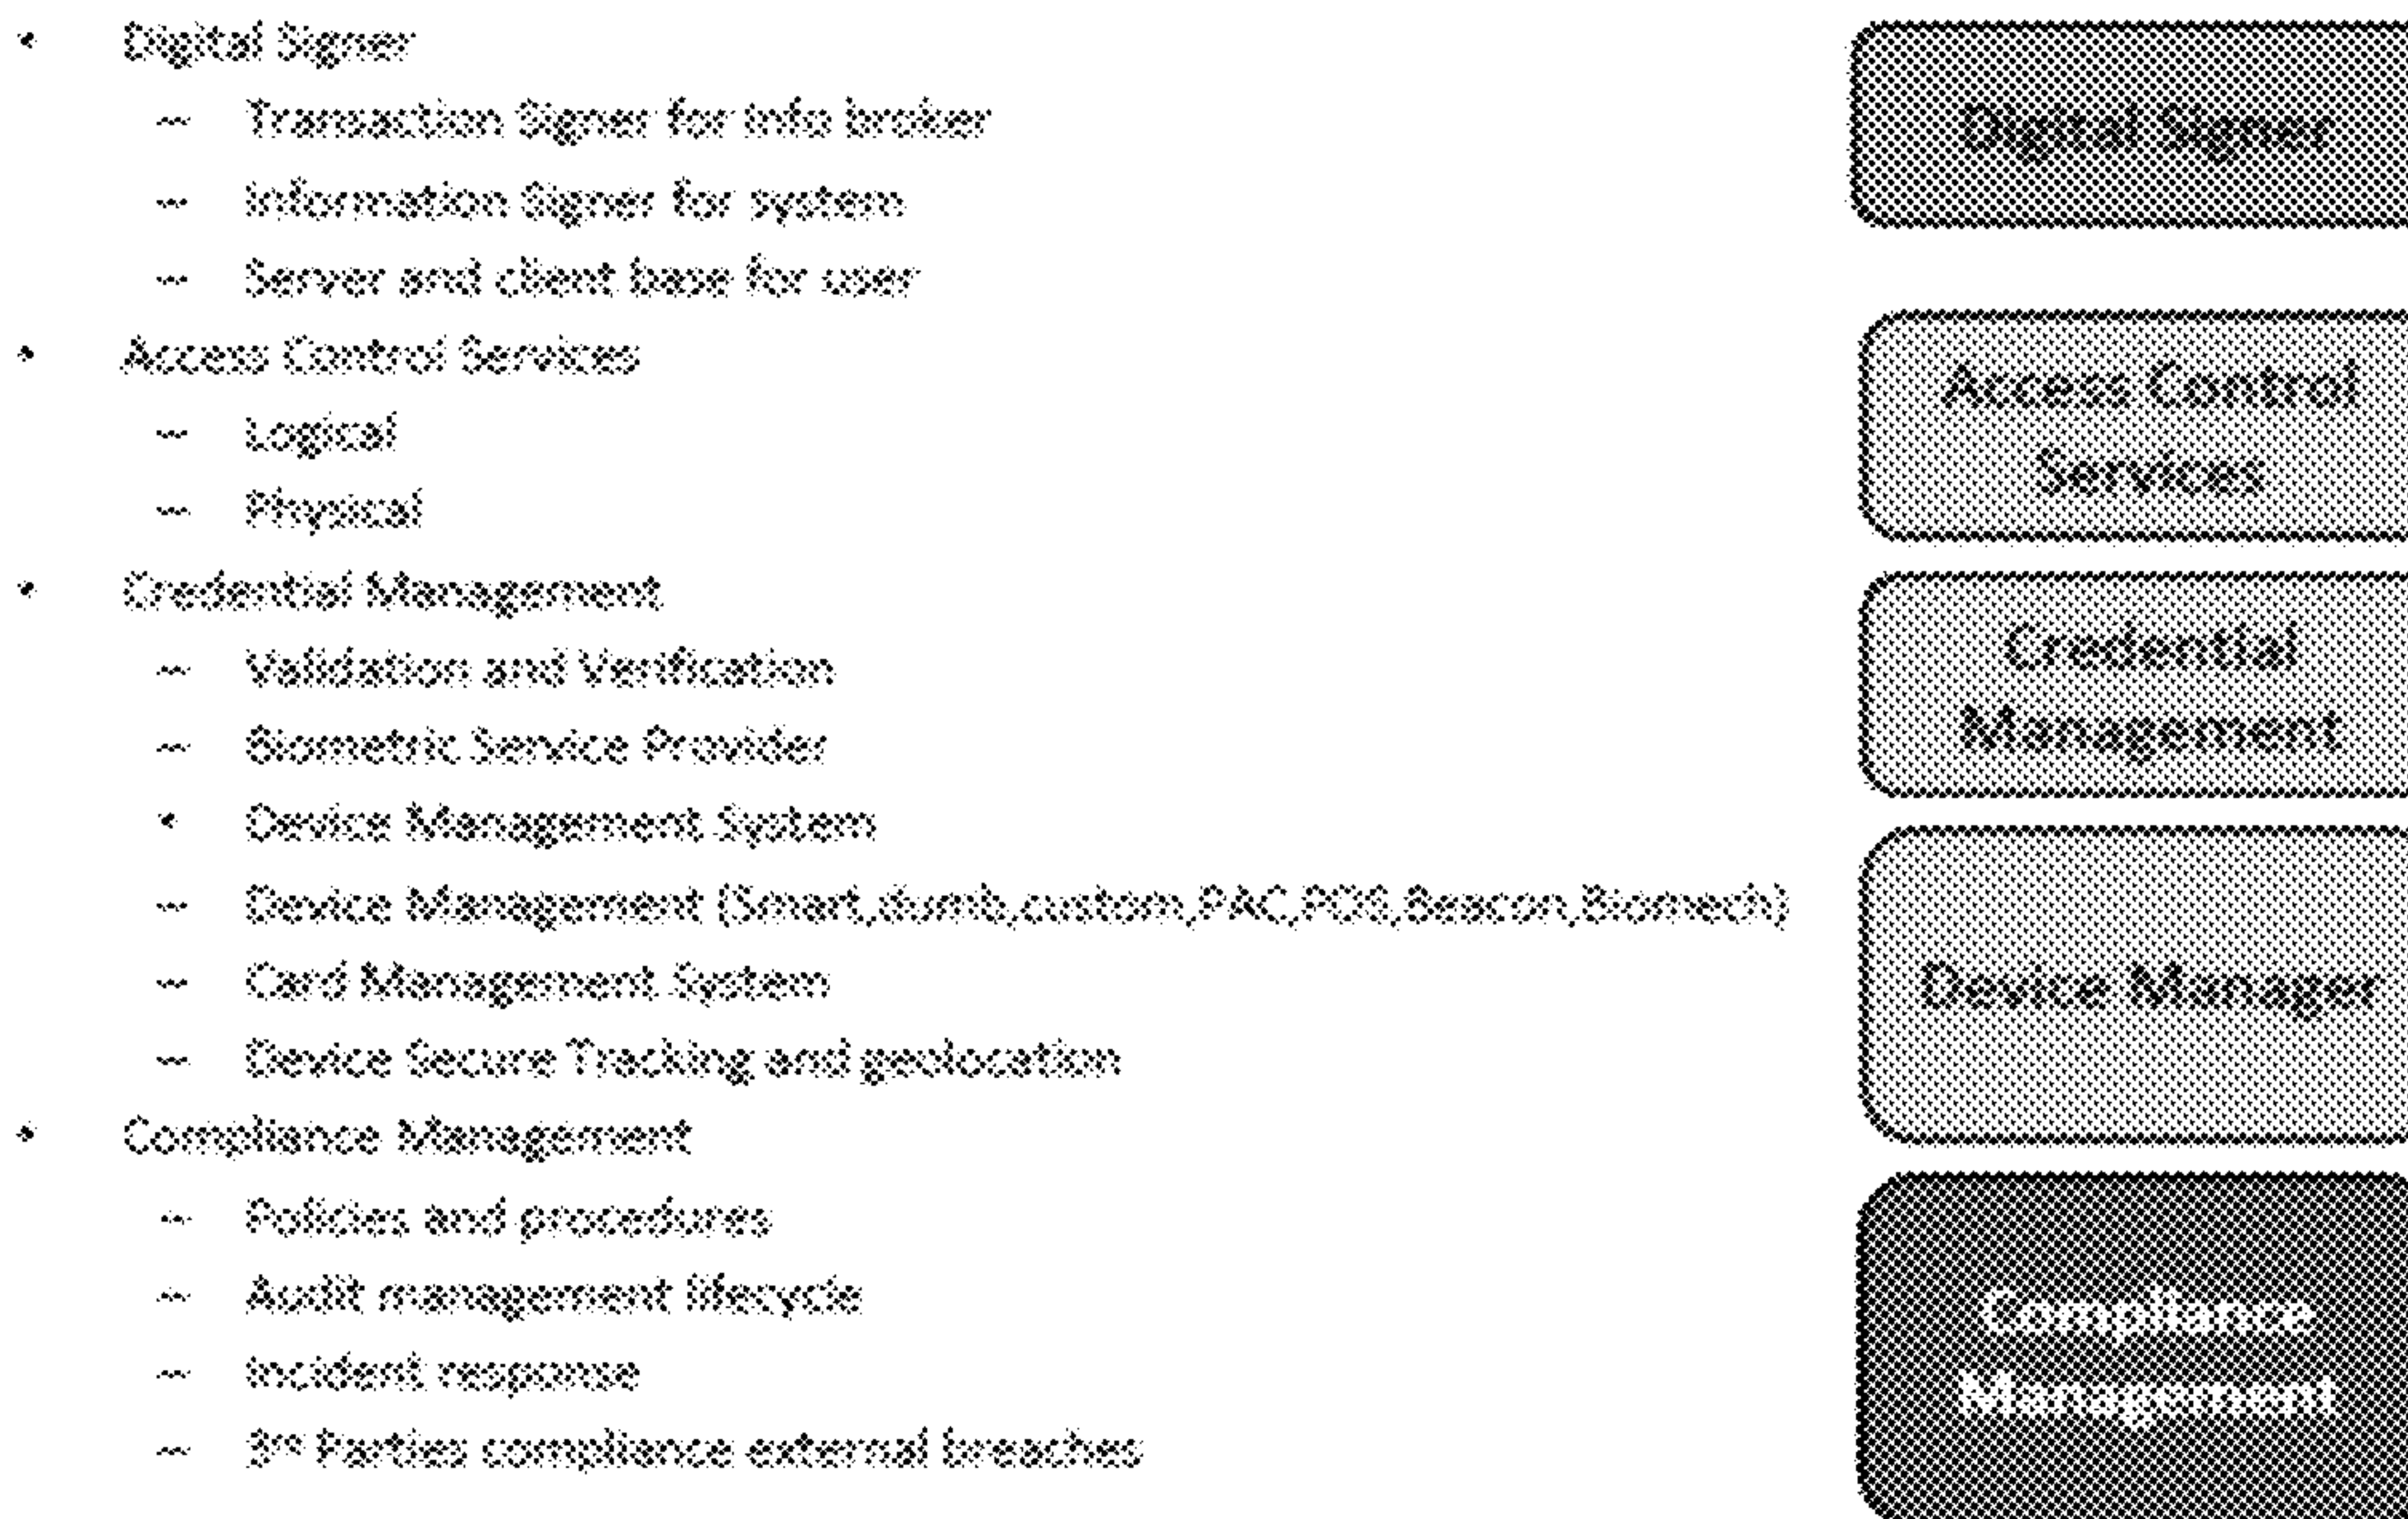 • Digital Signer
– Transaction Signer for info broker
– Information Signer for system
– Server and client base for user
• Access Control Services
– Logical
– Physical
• Credential Management
– Validation and Verification
– Biometric Service Provider
• Device Management System
– Device Management (Smart,dumb,custom,PAC,POS,Beacon,Biomech)
– Card Management System
– Device Secure Tracking and geolocation
• Compliance Management
– Policies and procedures
– Audit management lifecycle
– Incident response
– 3rd Parties compliance external breaches
Digital Signer
Access Control
Services
Credential
Management
Device Manager
Compliance
Management